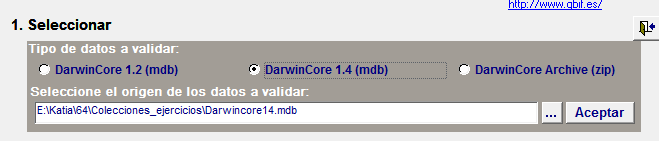 http://www.gbif.es/
1. Seleccionar
Tipo de datos a validar:
DarwinCore 1.2 (mdb) DarwinCore 1.4 (mdb) DarwinCore Archive (zip)
Seleccione el origen de los datos a validar:
E:\Katia\64\Colecciones_ejercicios\Darwincore14.mdb ... Aceptar